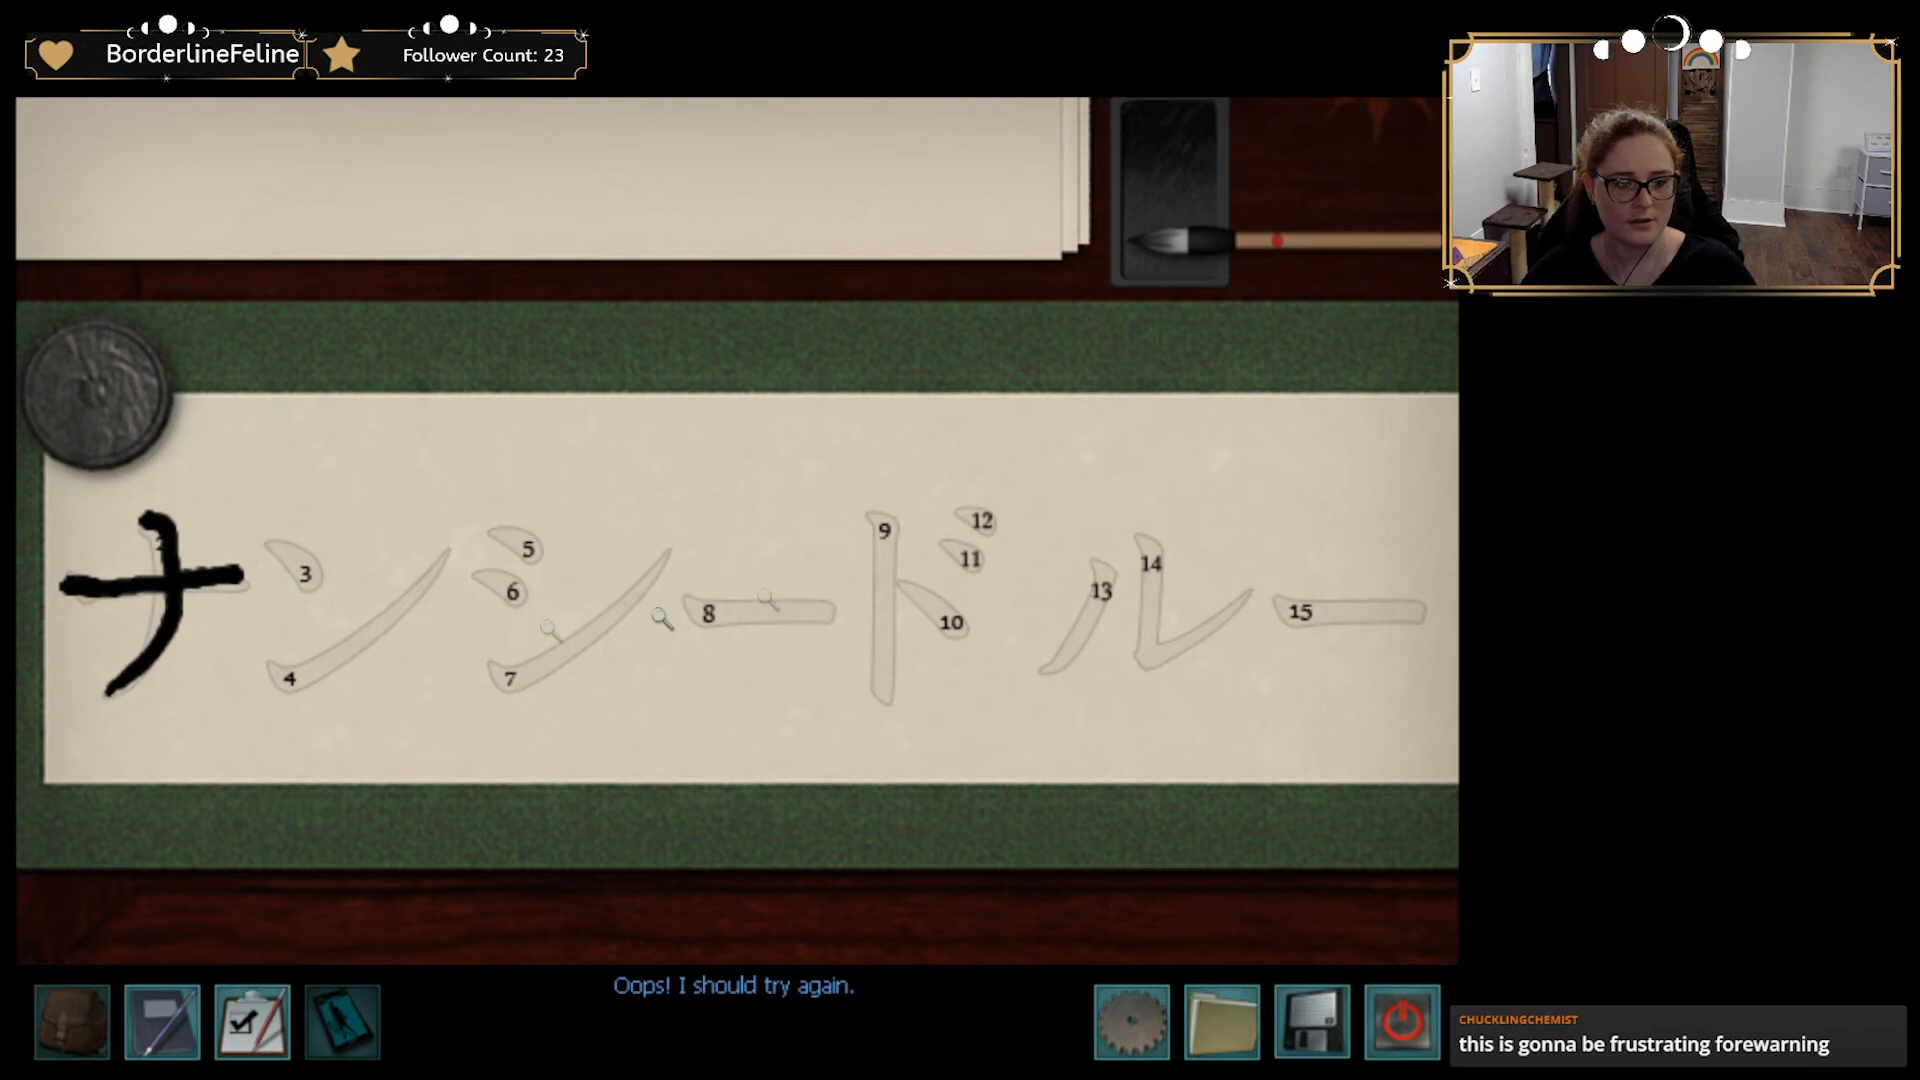 BorderlineFeline
Follower Count: 23
ナンシードルー
2
3
4
5
6
7
8
9
10
11
12
13
14
15
Oops! I should try again.
CHUCKLINGCHEMIST
this is gonna be frustrating forewarning